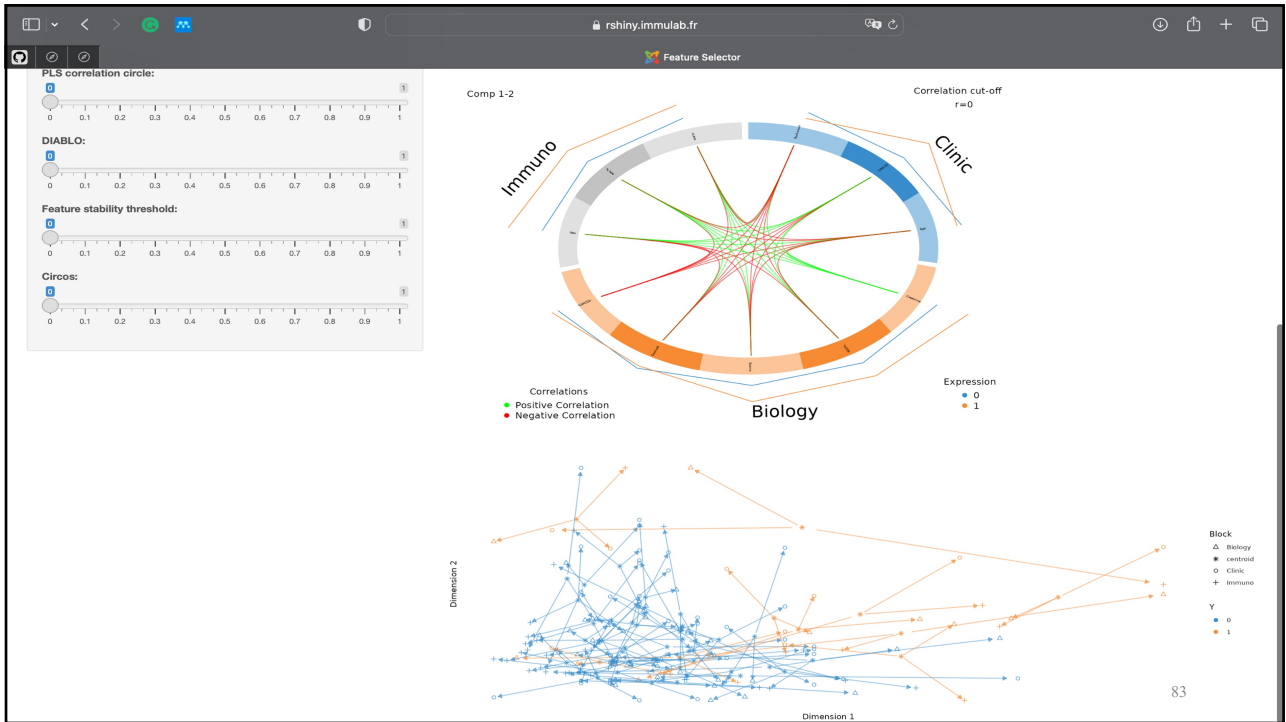 rshiny.immulab.fr
Feature Selector
PLS correlation circle:
0 1
0 0.1 0.2 0.3 0.4 0.5 0.6 0.7 0.8 0.9 1
DIABLO:
0 1
0 0.1 0.2 0.3 0.4 0.5 0.6 0.7 0.8 0.9 1
Feature stability threshold:
0 1
0 0.1 0.2 0.3 0.4 0.5 0.6 0.7 0.8 0.9 1
Circos:
0 1
0 0.1 0.2 0.3 0.4 0.5 0.6 0.7 0.8 0.9 1
Comp 1-2
Correlation cut-off
r=0
Immuno
Clinic
Biology
Correlations
Positive Correlation
Negative Correlation
Expression
0
1
Dimension 2
Dimension 1
Block
Biology
centroid
Clinic
Immuno
Y
0
1
83